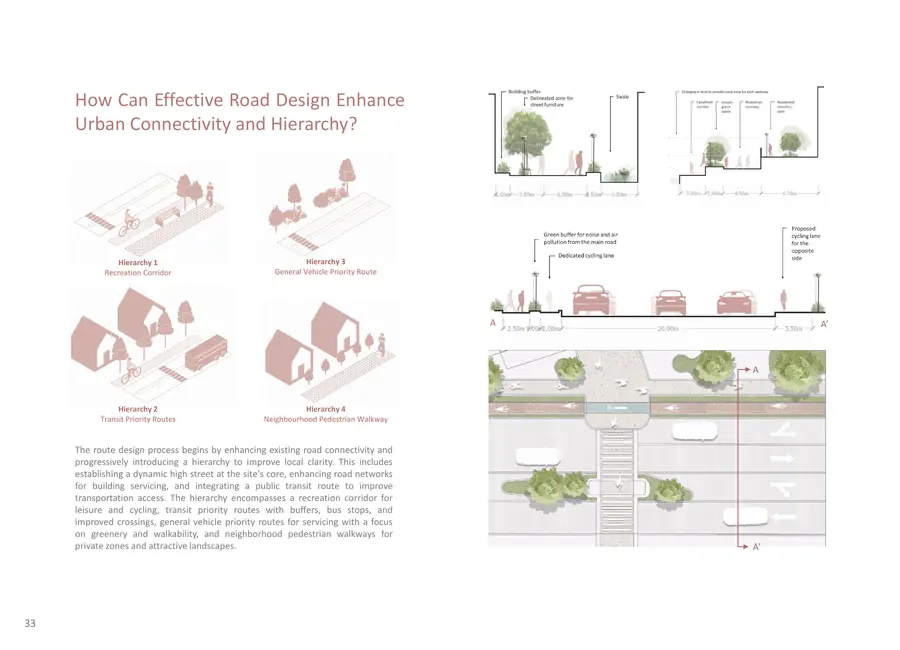 How Can Effective Road Design Enhance
Urban Connectivity and Hierarchy?
Hierarchy 1
Recreation Corridor
Hierarchy 3
General Vehicle Priority Route
Hierarchy 2
Transit Priority Routes
Hierarchy 4
Neighbourhood Pedestrian Walkway
The route design process begins by enhancing existing road connectivity and
progressively introducing a hierarchy to improve local clarity. This includes
establishing a dynamic high street at the site's core, enhancing road networks
for building servicing, and integrating a public transit route to improve
transportation access. The hierarchy encompasses a recreation corridor for
leisure and cycling, transit priority routes with buffers, bus stops, and
improved crossings, general vehicle priority routes for servicing with a focus
on greenery and walkability, and neighborhood pedestrian walkways for
private zones and attractive landscapes.
33
Building buffer
Delineated zone for
street furniture
Swale
Green buffer for noise and air
pollution from the main road
Dedicated cycling lane
Proposed
cycling lane
for the
opposite
side
A
2.50m
20.00m
3.50m
A'
A
A'